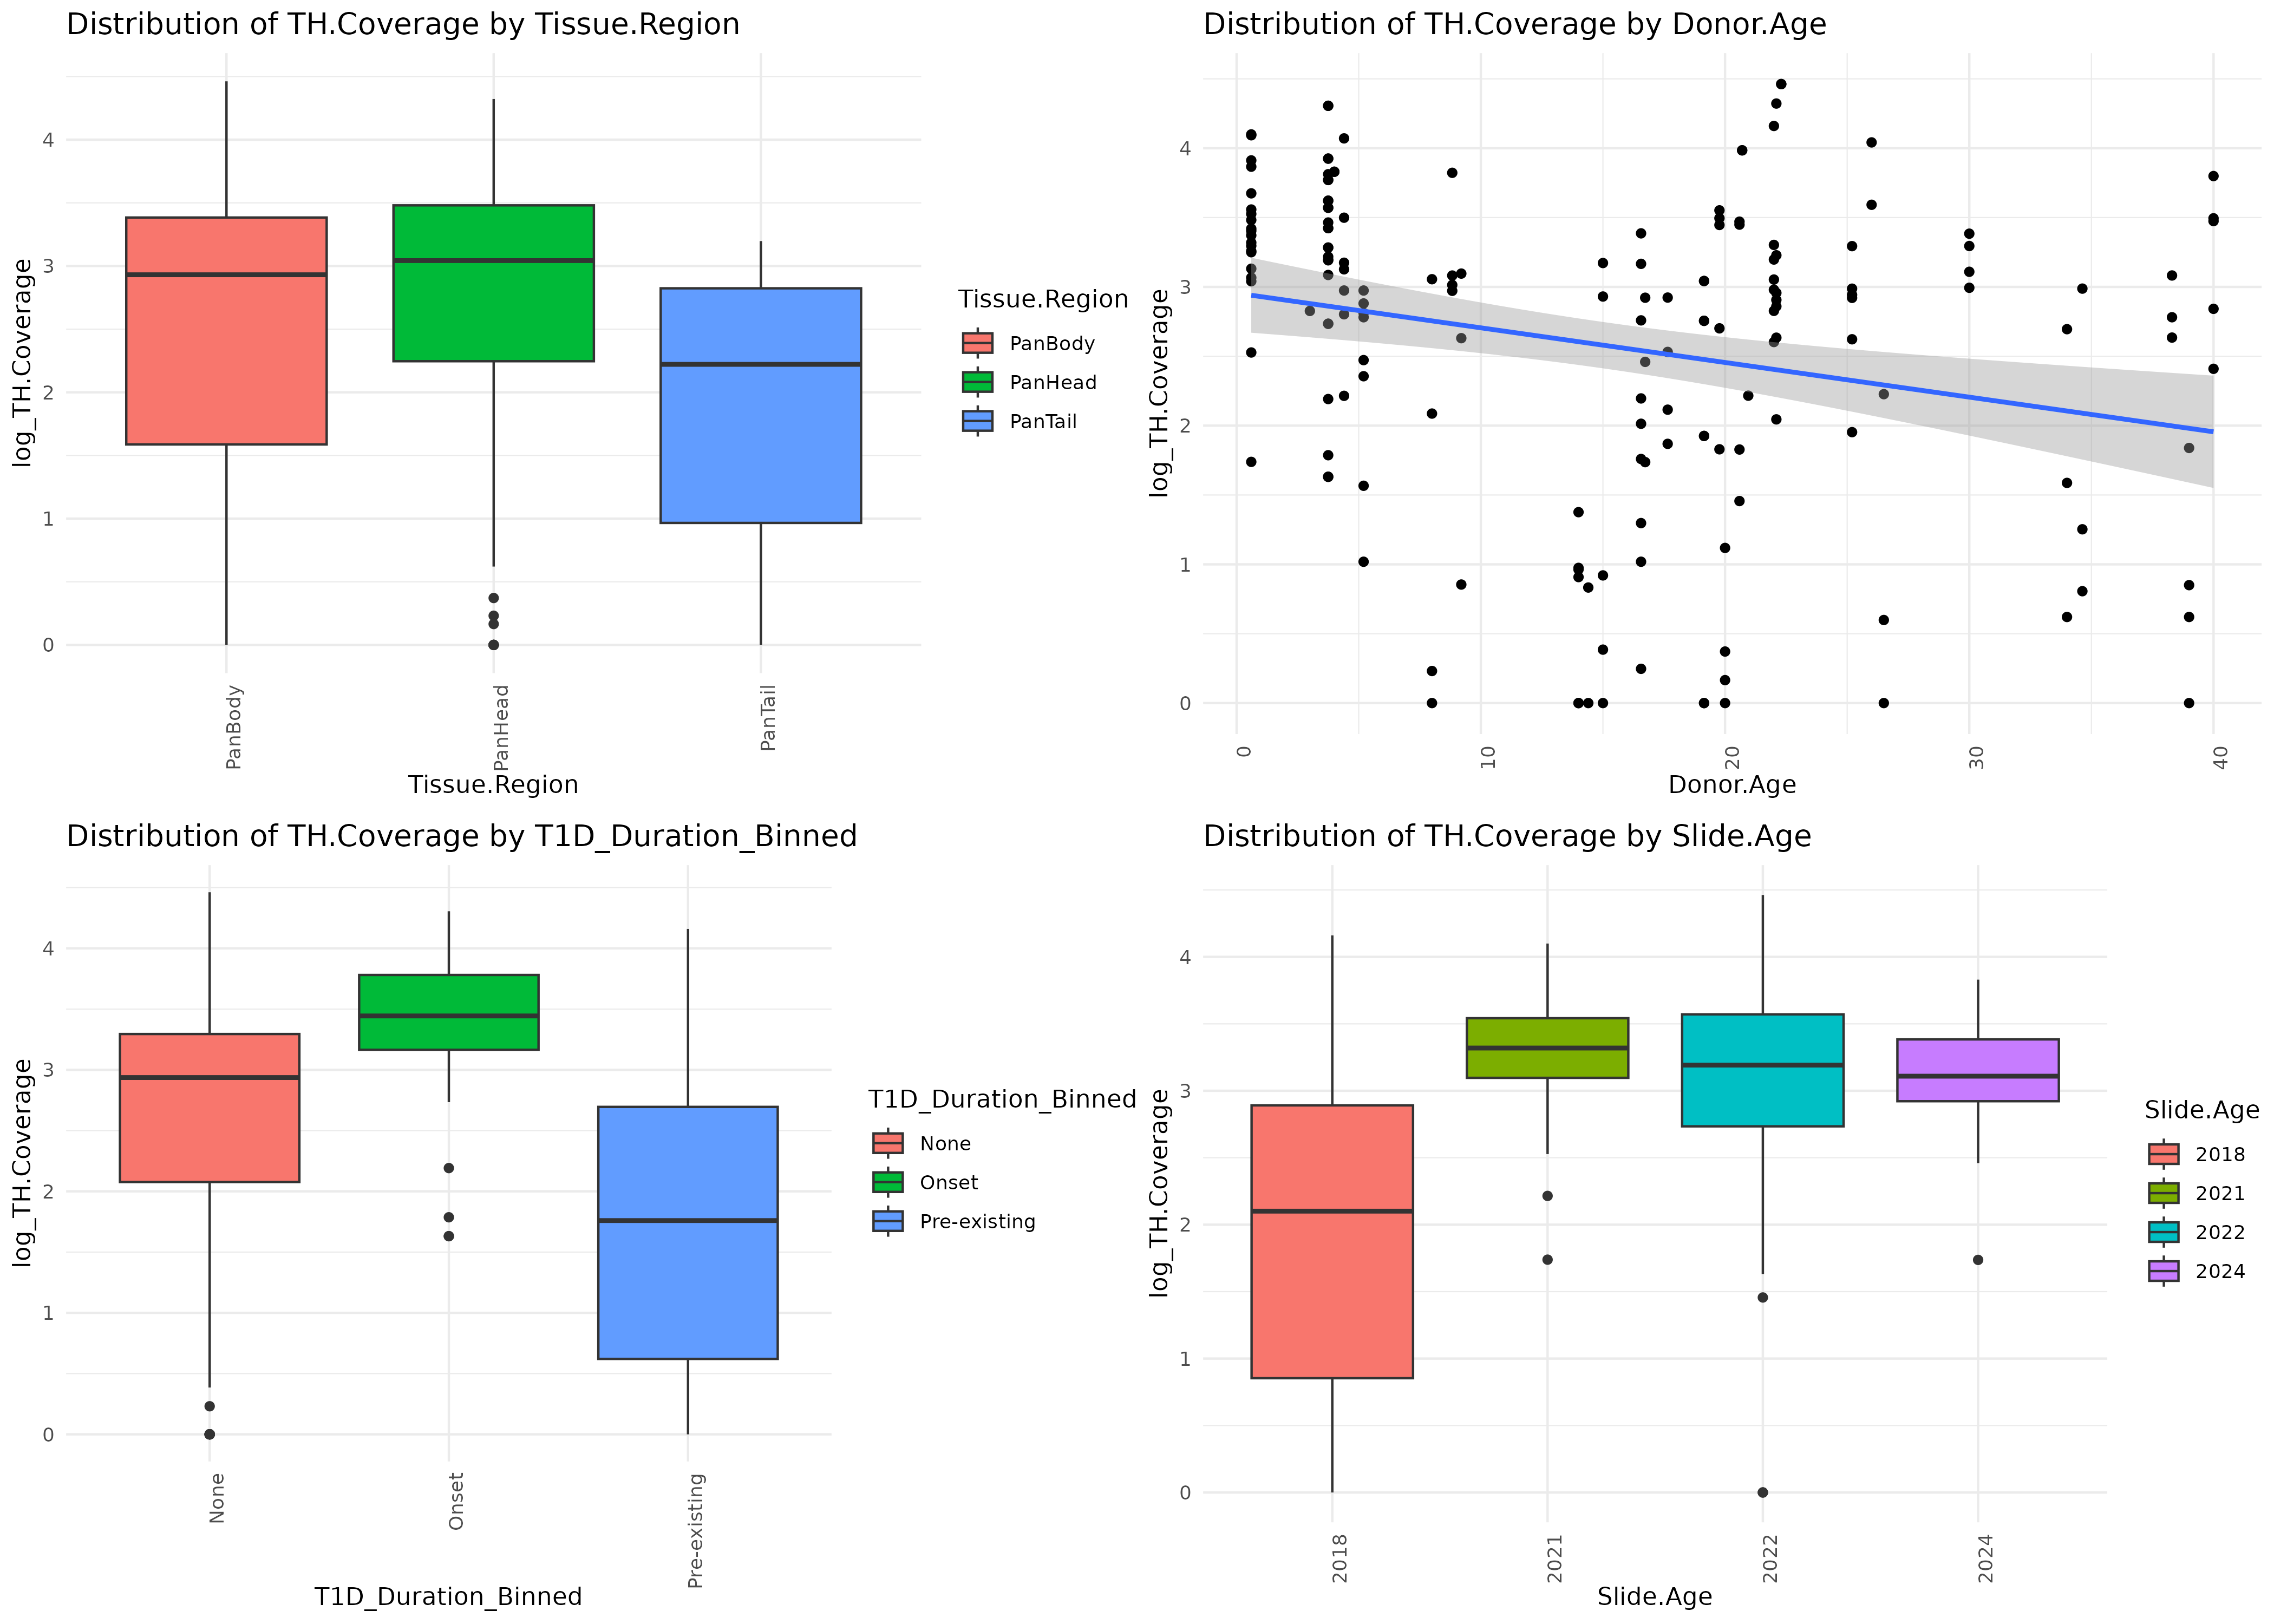 Distribution of TH.Coverage by Tissue.Region
log_TH.Coverage
4
3
2
1
0
PanBody
PanHead
PanTail
Tissue.Region
Tissue.Region
PanBody
PanHead
PanTail
Distribution of TH.Coverage by Donor.Age
log_TH.Coverage
4
3
2
1
0
0
10
20
30
40
Donor.Age
Distribution of TH.Coverage by T1D_Duration_Binned
log_TH.Coverage
4
3
2
1
0
None
Onset
Pre-existing
T1D_Duration_Binned
T1D_Duration_Binned
None
Onset
Pre-existing
Distribution of TH.Coverage by Slide.Age
log_TH.Coverage
4
3
2
1
0
2018
2021
2022
2024
Slide.Age
Slide.Age
2018
2021
2022
2024